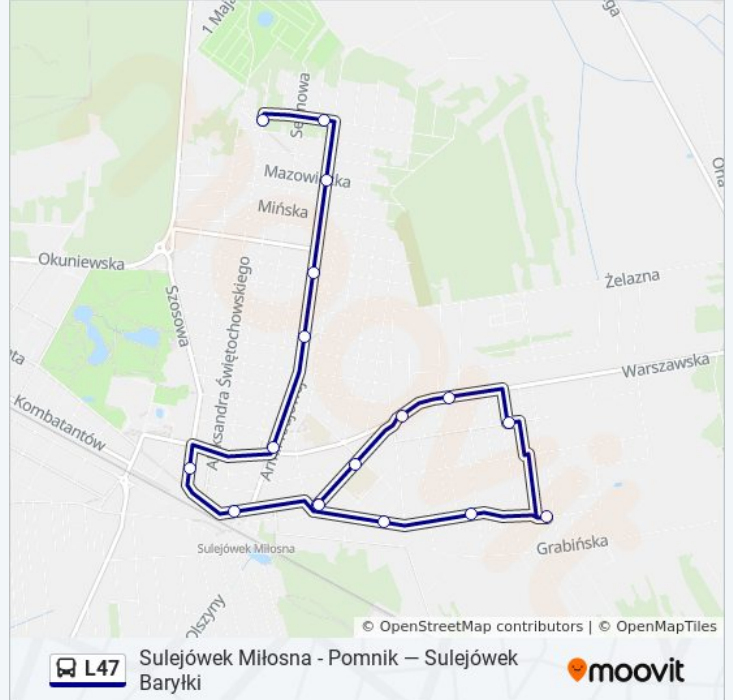 1 Maja
Mazowiecka
Mińska
Okuniewska
Szosowa
Aleksandra Świętochowskiego
Kombatantów
Żelazna
Warszawska
Grabińska
Sulejówek Miłosna
Olszyny
© OpenStreetMap contributors | © OpenMapTiles
L47
Sulejówek Miłosna - Pomnik — Sulejówek
Baryłki
moovit